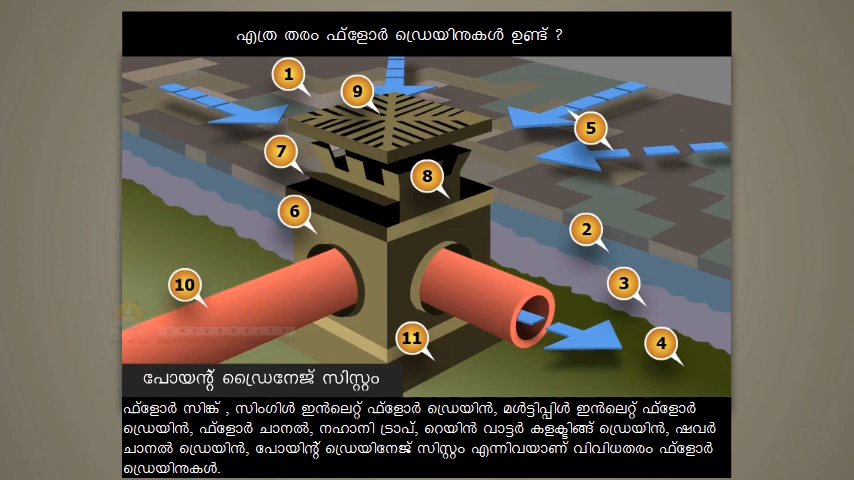 എത്ര തരം ഫ്ളോർ ഡ്രെയിനുകൾ ഉണ്ട് ?
1
9
5
7
8
6
2
10
3
11
4
UNIVERSITY
പോയന്റ് ഡ്രൈനേജ് സിസ്റ്റം
ഫ്ളോർ സിങ്ക് , സിംഗിൾ ഇൻലെറ്റ് ഫ്ളോർ ഡ്രെയിൻ, മൾട്ടിപ്പിൾ ഇൻലെറ്റ് ഫ്ളോർ
ഡ്രെയിൻ, ഫ്ളോർ ചാനൽ, നഹാനി ട്രാപ്, റെയിൻ വാട്ടർ കളക്ടിങ്ങ് ഡ്രെയിൻ, ഷവർ
ചാനൽ ഡ്രെയിൻ, പോയിന്റ് ഡ്രെയിനേജ് സിസ്റ്റം എന്നിവയാണ് വിവിധതരം ഫ്ളോർ
ഡ്രെയിനുകൾ.